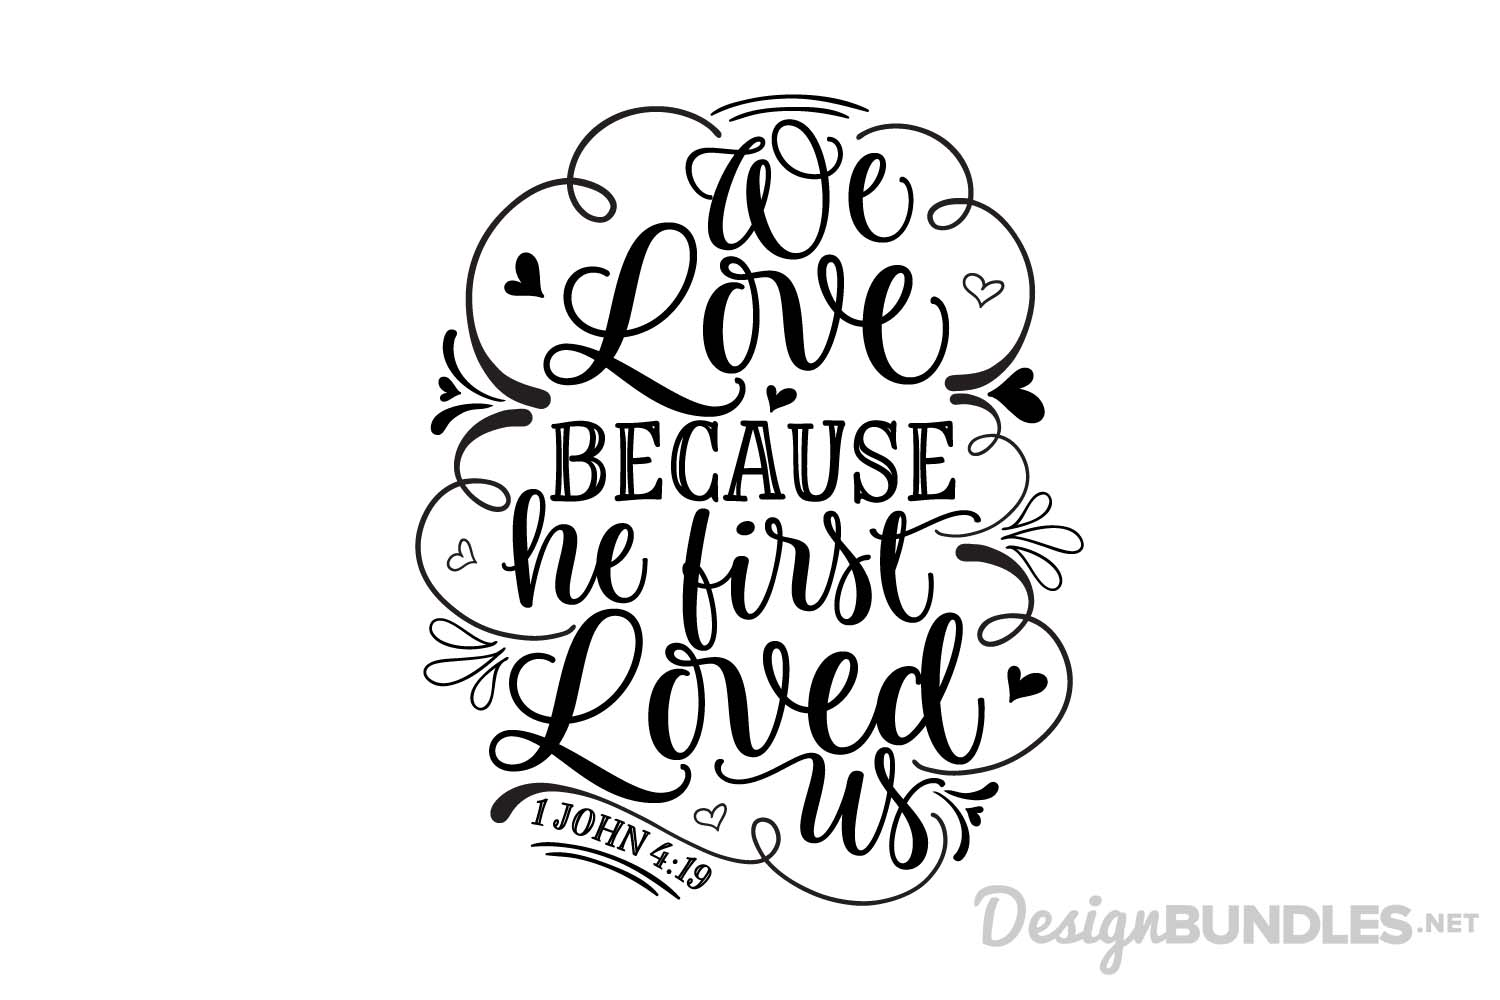 We
Love
BECAUSE
he first
Loved
us
1 JOHN 4:19
DesignBUNDLES.NET